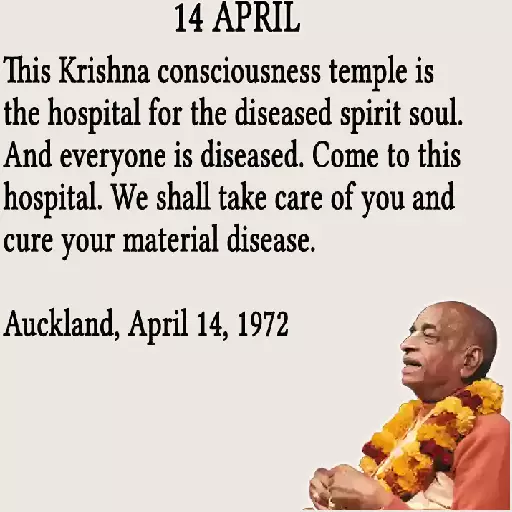 14 APRIL
This Krishna consciousness temple is
the hospital for the diseased spirit soul.
And everyone is diseased. Come to this
hospital. We shall take care of you and
cure your material disease.
Auckland, April 14, 1972